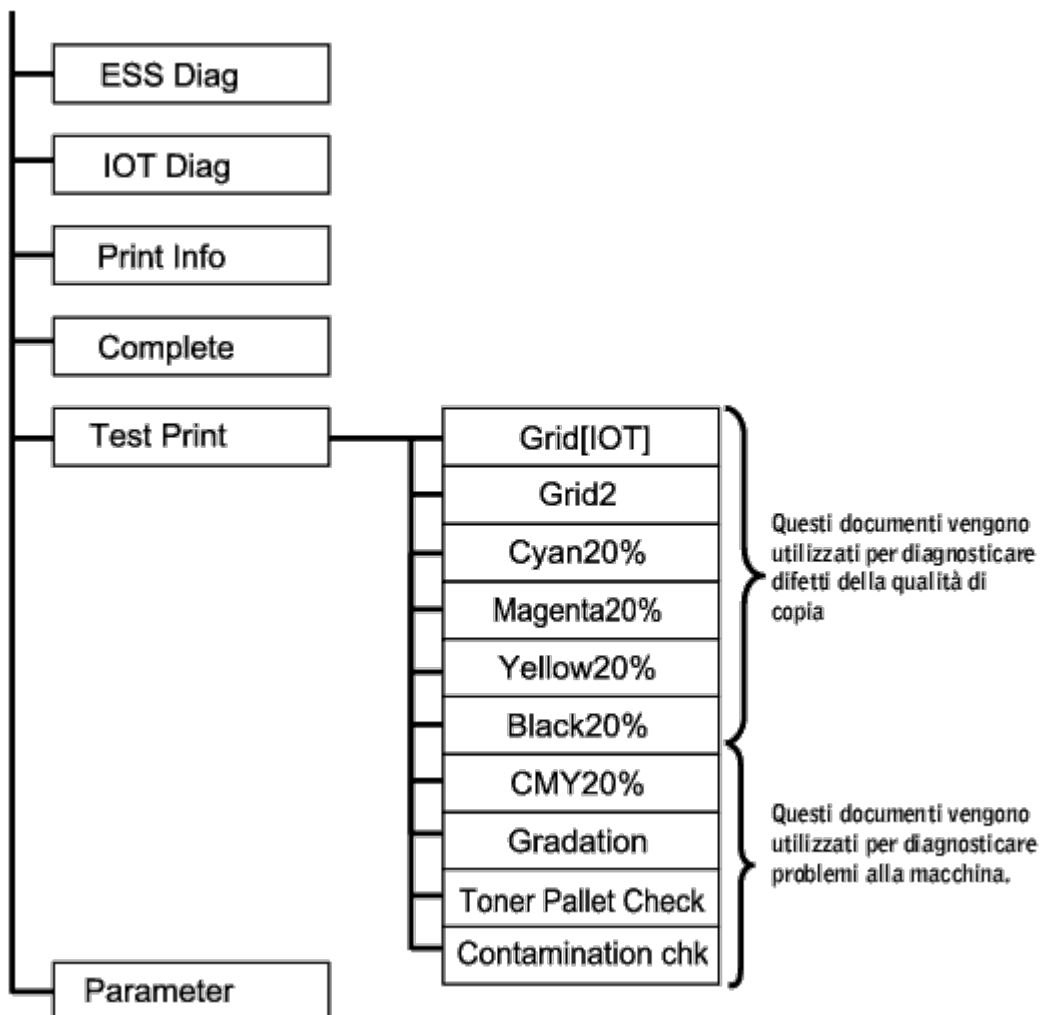 ESS Diag
IOT Diag
Print Info
Complete
Test Print
Grid[IOT]
Grid2
Cyan20%
Magenta20%
Yellow20%
Black20%
CMY20%
Gradation
Toner Pallet Check
Contamination chk
Questi documenti vengono
utilizzati per diagnosticare
difetti della qualità di
copia
Questi documenti vengono
utilizzati per diagnosticare
problemi alla macchina.
Parameter